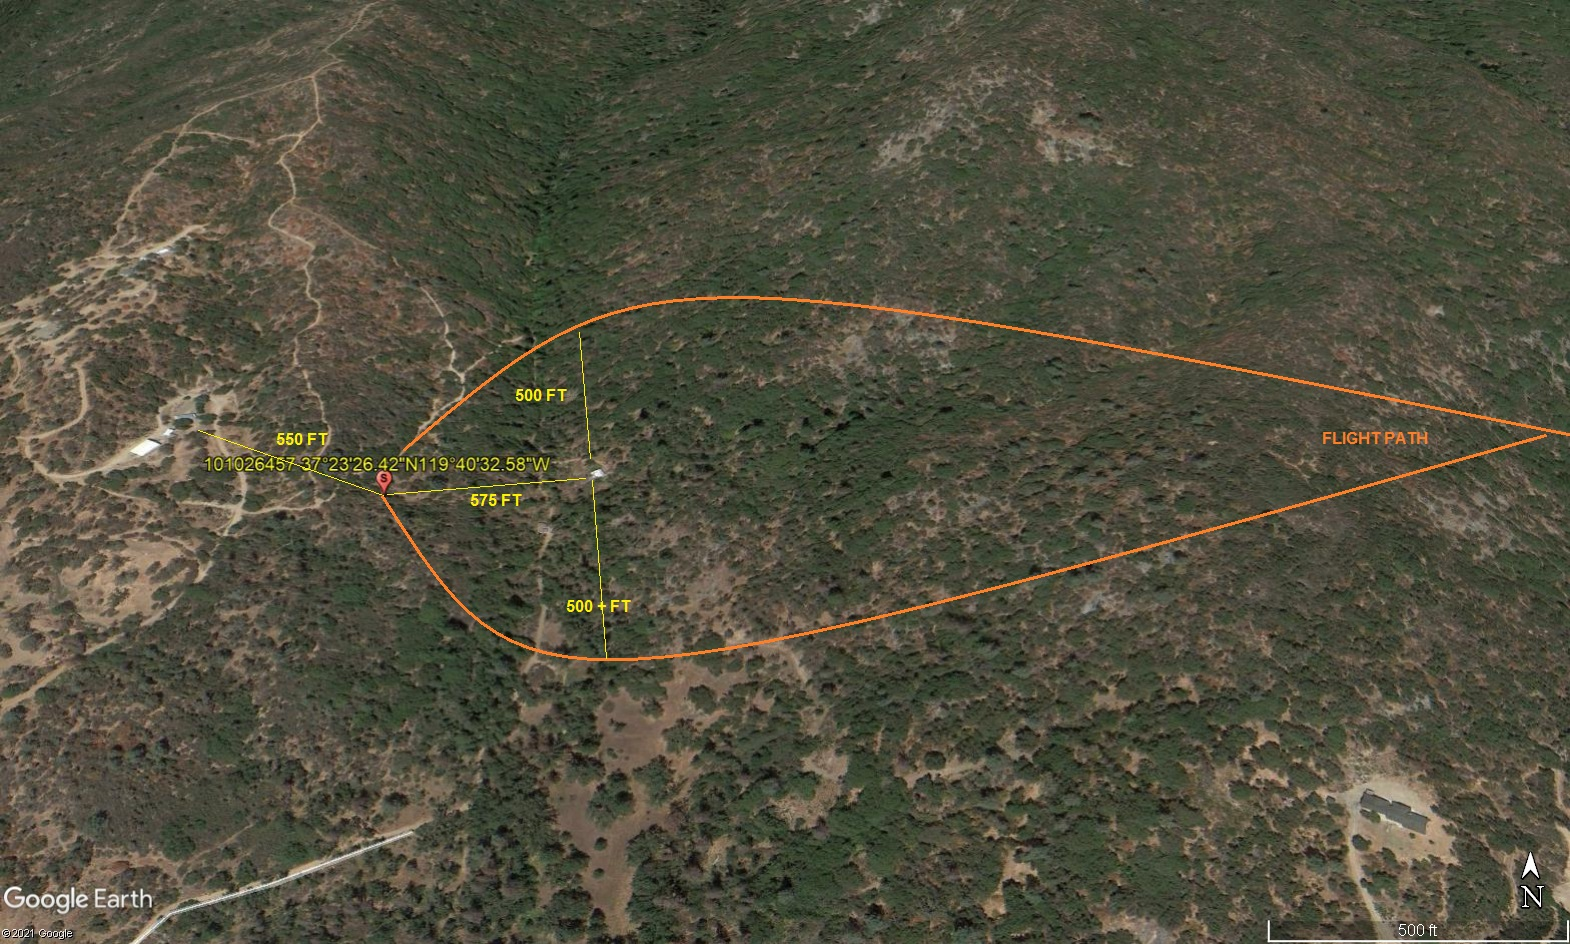 500 FT
550 FT
FLIGHT PATH
101026457 37°23'26.42"N119°40'32.58"W
S
575 FT
500 + FT
Google Earth
N
©2021 Google
500 ft